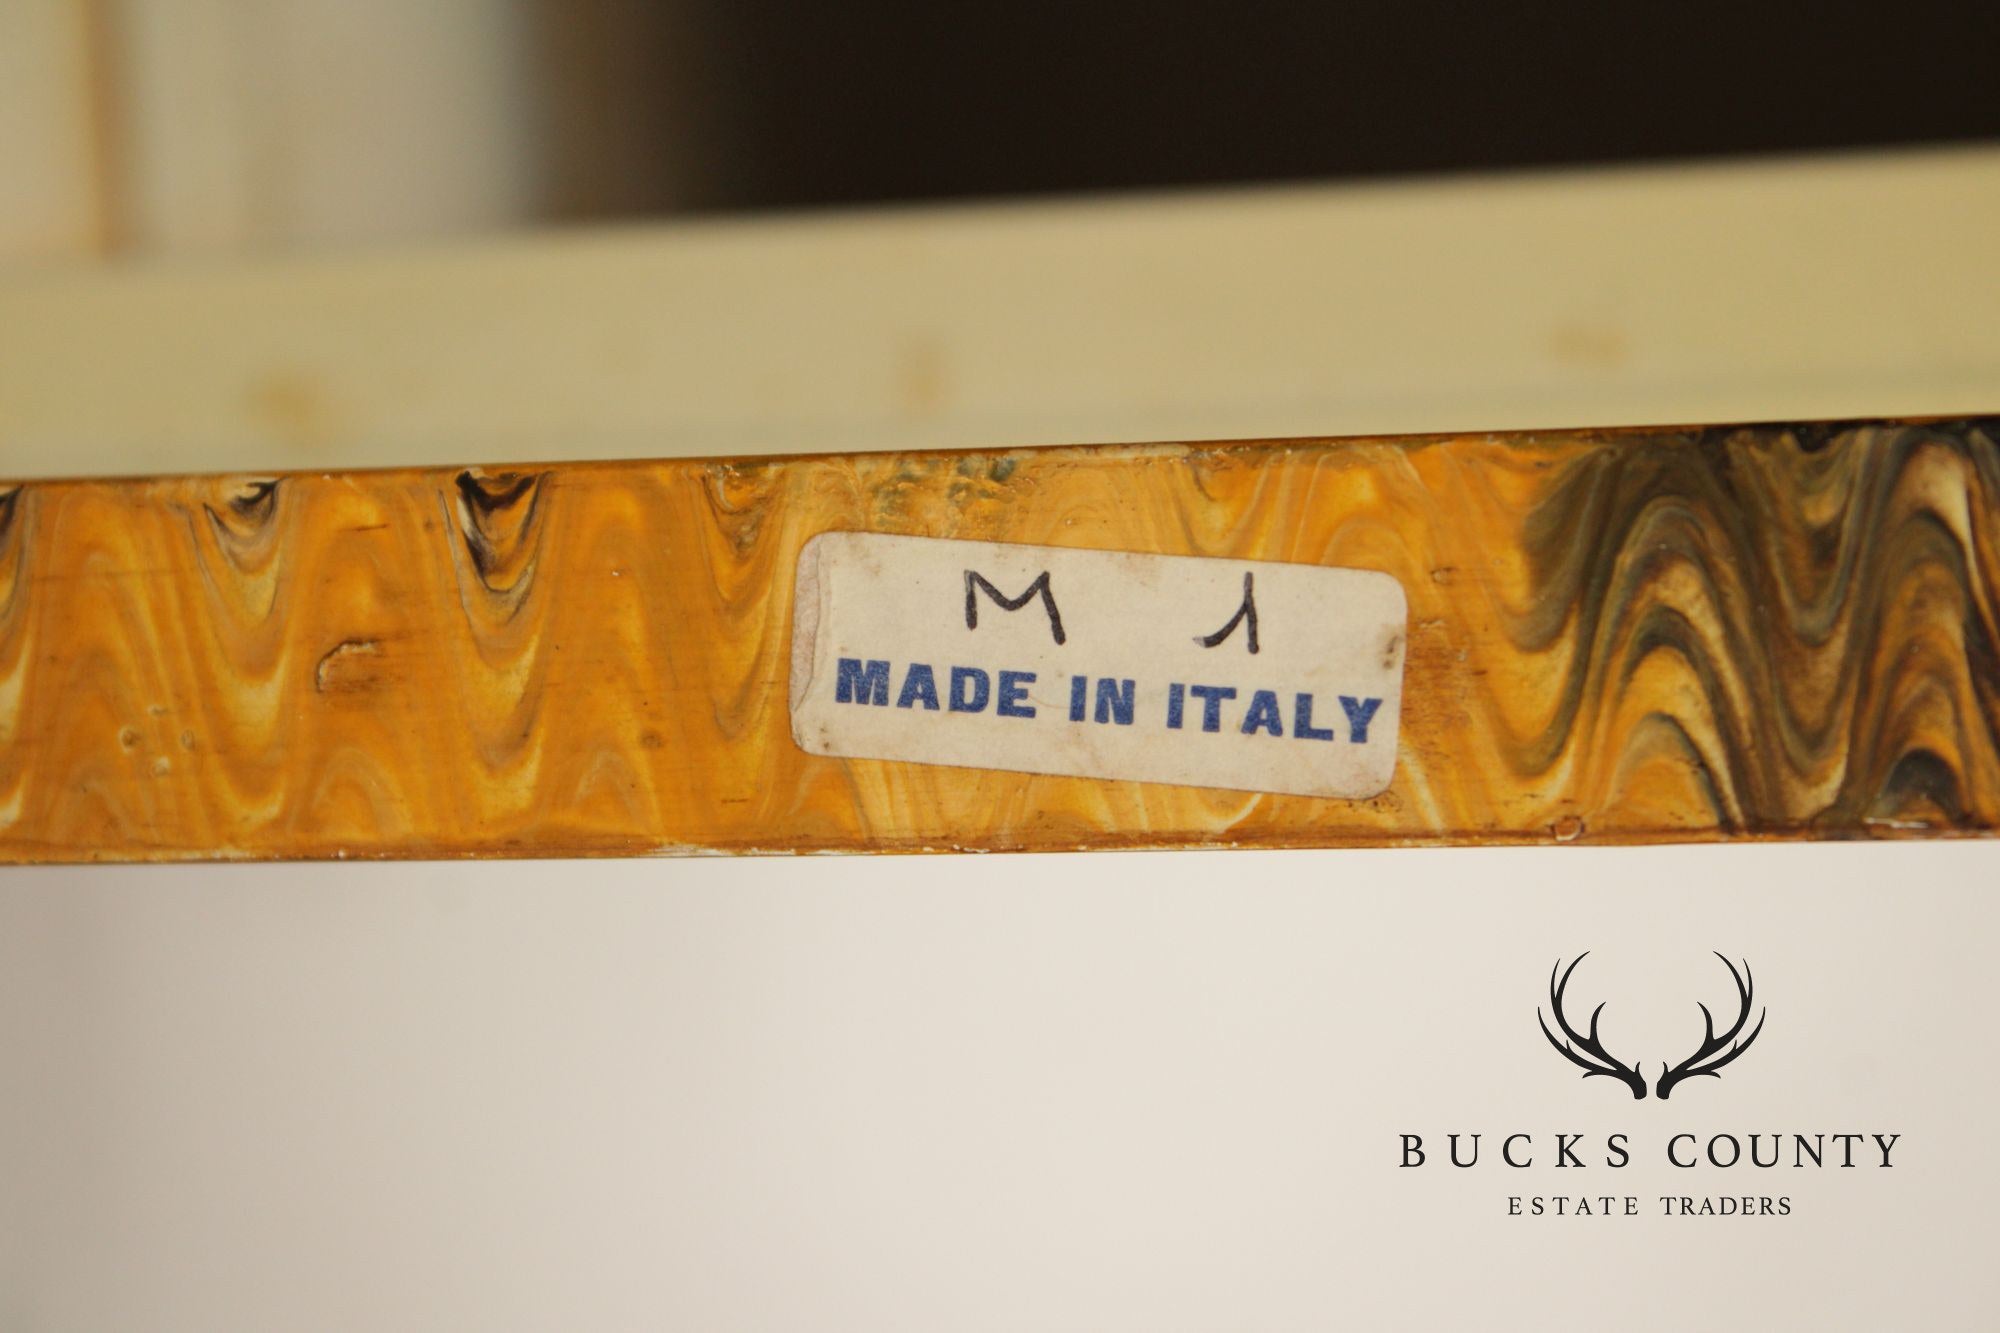 M 1
MADE IN ITALY
BUCKS COUNTY
ESTATE TRADERS